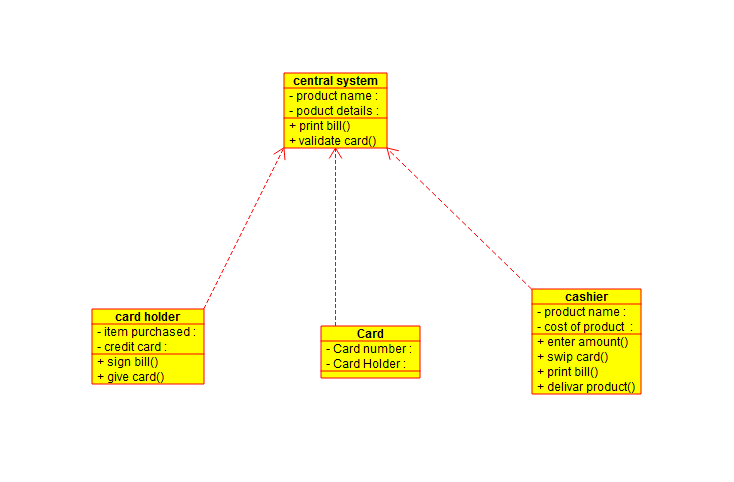 central system
- product name :
- poduct details :
+ print bill()
+ validate card()
card holder
- item purchased :
- credit card :
+ sign bill()
+ give card()
Card
- Card number :
- Card Holder :
cashier
- product name :
- cost of product :
+ enter amount()
+ swip card()
+ print bill()
+ delivar product()